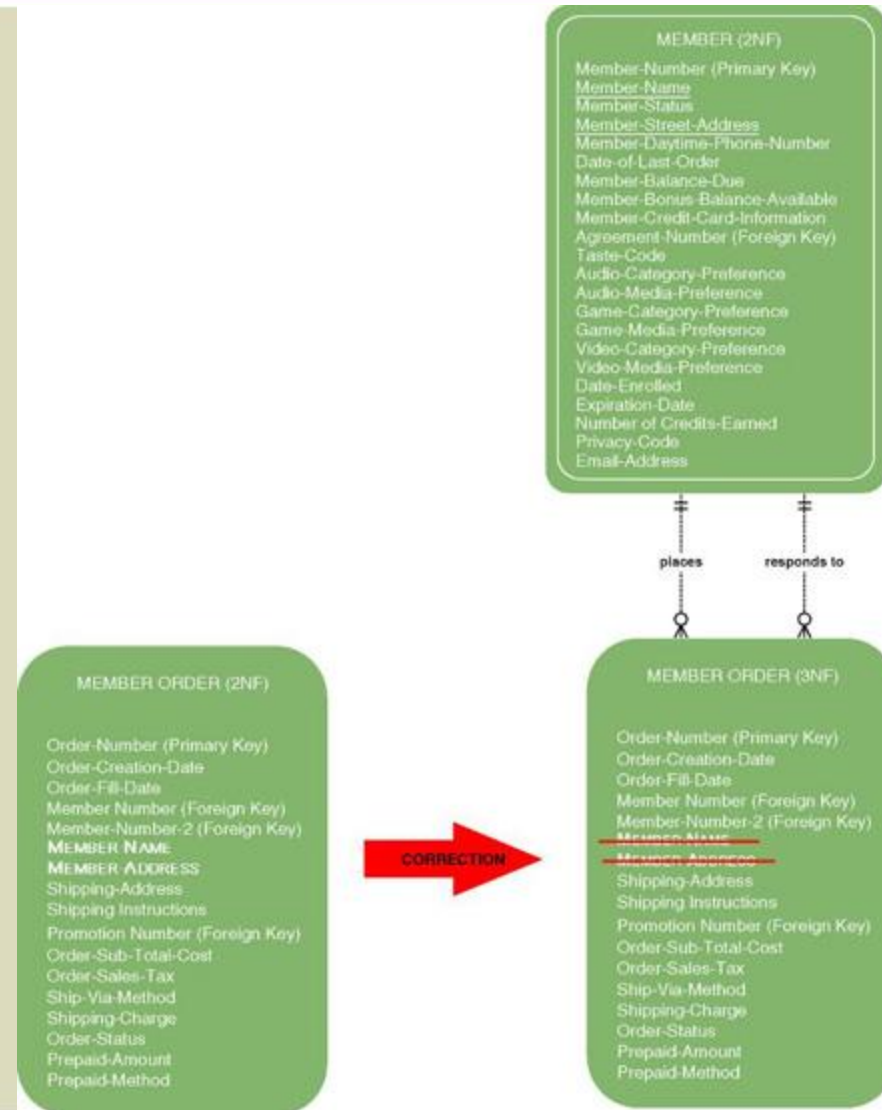 MEMBER (2NF)
Member-Number (Primary Key)
Member-Name
Member-Status
Member-Street-Address
Member-Daytime-Phone-Number
Date-of-Last-Order
Member-Balance-Due
Member-Bonus-Balance-Available
Member-Credit-Card-Information
Agreement-Number (Foreign Key)
Taste-Code
Audio-Category-Preference
Audio-Media-Preference
Game-Category-Preference
Game-Media-Preference
Video-Category-Preference
Video-Media-Preference
Date-Enrolled
Expiration-Date
Number of Credits-Earned
Privacy-Code
Email-Address
places
responds to
MEMBER ORDER (2NF)
Order-Number (Primary Key)
Order-Creation-Date
Order-Fill-Date
Member Number (Foreign Key)
Member-Number-2 (Foreign Key)
MEMBER NAME
MEMBER ADDRESS
Shipping-Address
Shipping Instructions
Promotion Number (Foreign Key)
Order-Sub-Total-Cost
Order-Sales-Tax
Ship-Via-Method
Shipping-Charge
Order-Status
Prepaid-Amount
Prepaid-Method
CORRECTION
MEMBER ORDER (3NF)
Order-Number (Primary Key)
Order-Creation-Date
Order-Fill-Date
Member Number (Foreign Key)
Member-Number-2 (Foreign Key)
MEMBER NAME
MEMBER ADDRESS
Shipping-Address
Shipping Instructions
Promotion Number (Foreign Key)
Order-Sub-Total-Cost
Order-Sales-Tax
Ship-Via-Method
Shipping-Charge
Order-Status
Prepaid-Amount
Prepaid-Method